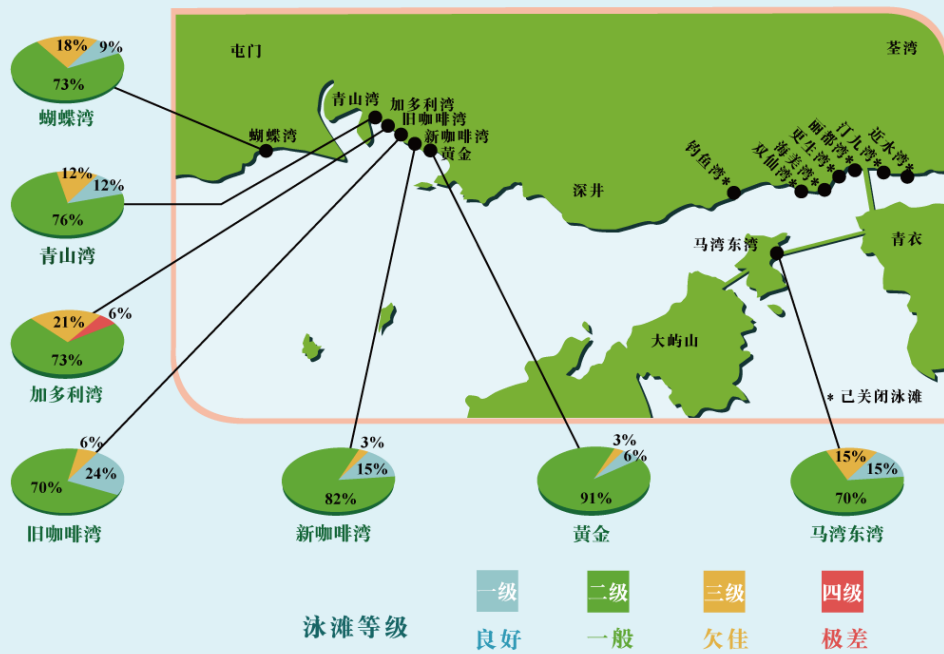 18%
9%
73%
蝴蝶湾
12%
12%
76%
青山湾
21%
6%
73%
加多利湾
6%
24%
70%
旧咖啡湾
3%
15%
82%
新咖啡湾
3%
6%
91%
黄金
15%
15%
70%
马湾东湾
屯门
荃湾
青山湾
加多利湾
旧咖啡湾
新咖啡湾
黄金
蝴蝶湾
深井
钓鱼湾*
双仙湾*
海美湾*
更生湾*
丽都湾*
汀九湾*
近水湾*
马湾东湾
青衣
大屿山
* 已关闭泳滩
泳滩等级
一级
良好
二级
一般
三级
欠佳
四级
极差